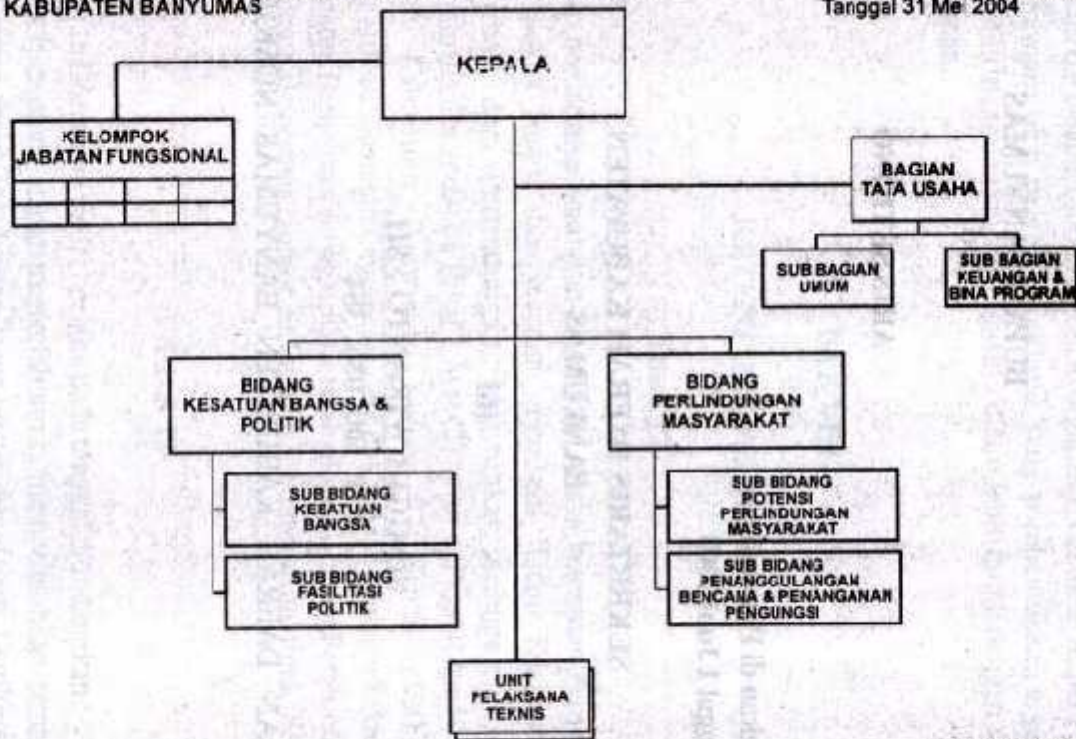 KABUPATEN BANYUMAS
Tanggal 31 Mei 2004
KEPALA
KELOMPOK
JABATAN FUNGSIONAL
BAGIAN
TATA USAHA
SUB BAGIAN
UMUM
SUB BAGIAN
KEUANGAN &
BINA PROGRAM
BIDANG
KESATUAN BANGSA &
POLITIK
BIDANG
PERLINDUNGAN
MASYARAKAT
SUB BIDANG
KESATUAN
BANGSA
SUB BIDANG
POTENSI
PERLINDUNGAN
MASYARAKAT
SUB BIDANG
FASILITASI
POLITIK
SUB BIDANG
PENANGGULANGAN
BENCANA & PENANGANAN
PENGUNGSI
UNIT
PELAKSANA
TEKNIS